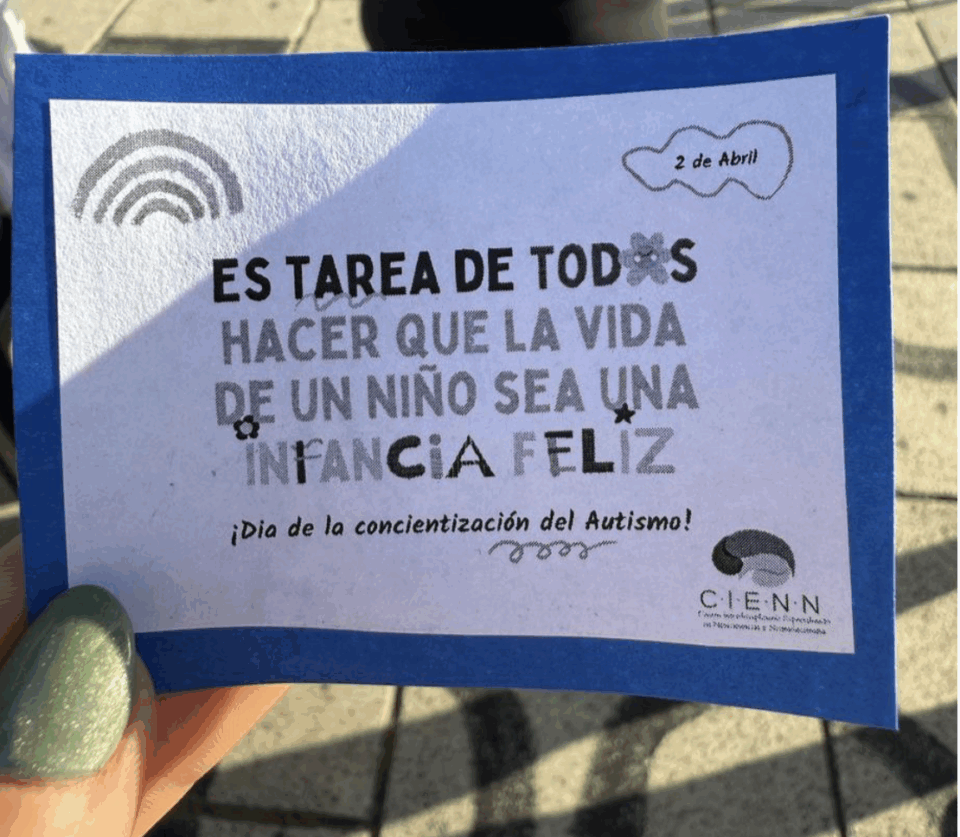 2 de Abril
ES TAREA DE TODOS
HACER QUE LA VIDA
DE UN NIÑO SEA UNA
INFANCIA FELIZ
¡Dia de la concientización del Autismo!
C·I·E·N·N